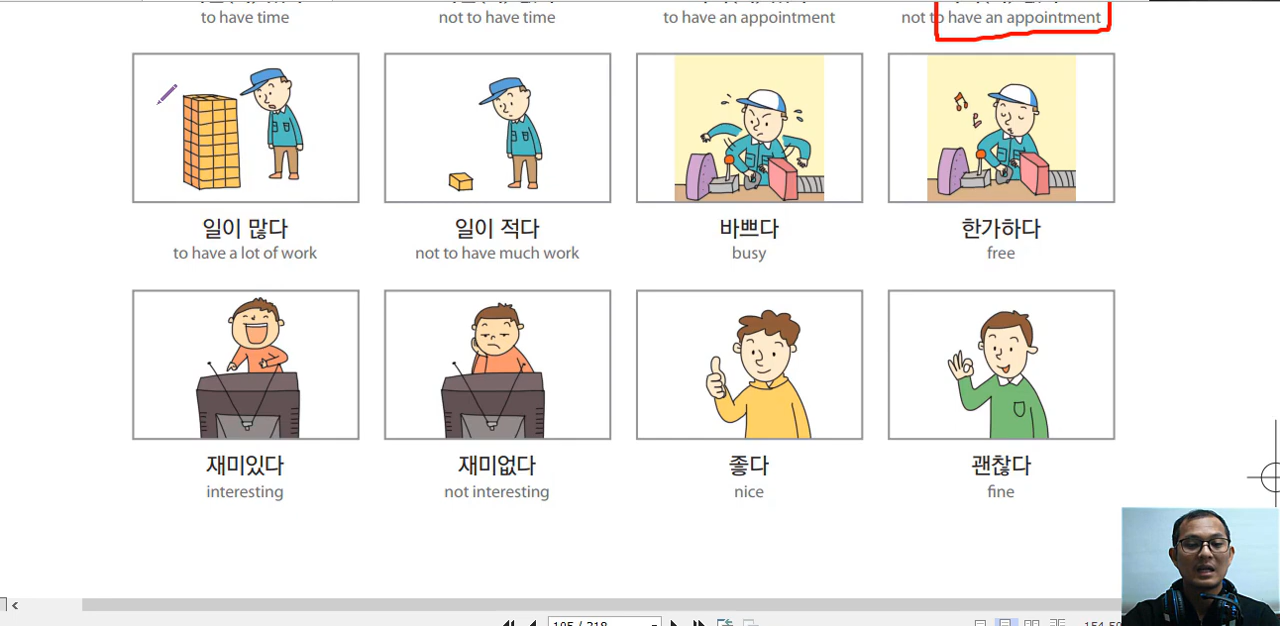 to have time not to have time to have an appointment not to have an appointment
일이 많다 일이 적다 바쁘다 한가하다
to have a lot of work not to have much work busy free
재미있다 재미없다 좋다 괜찮다
interesting not interesting nice fine